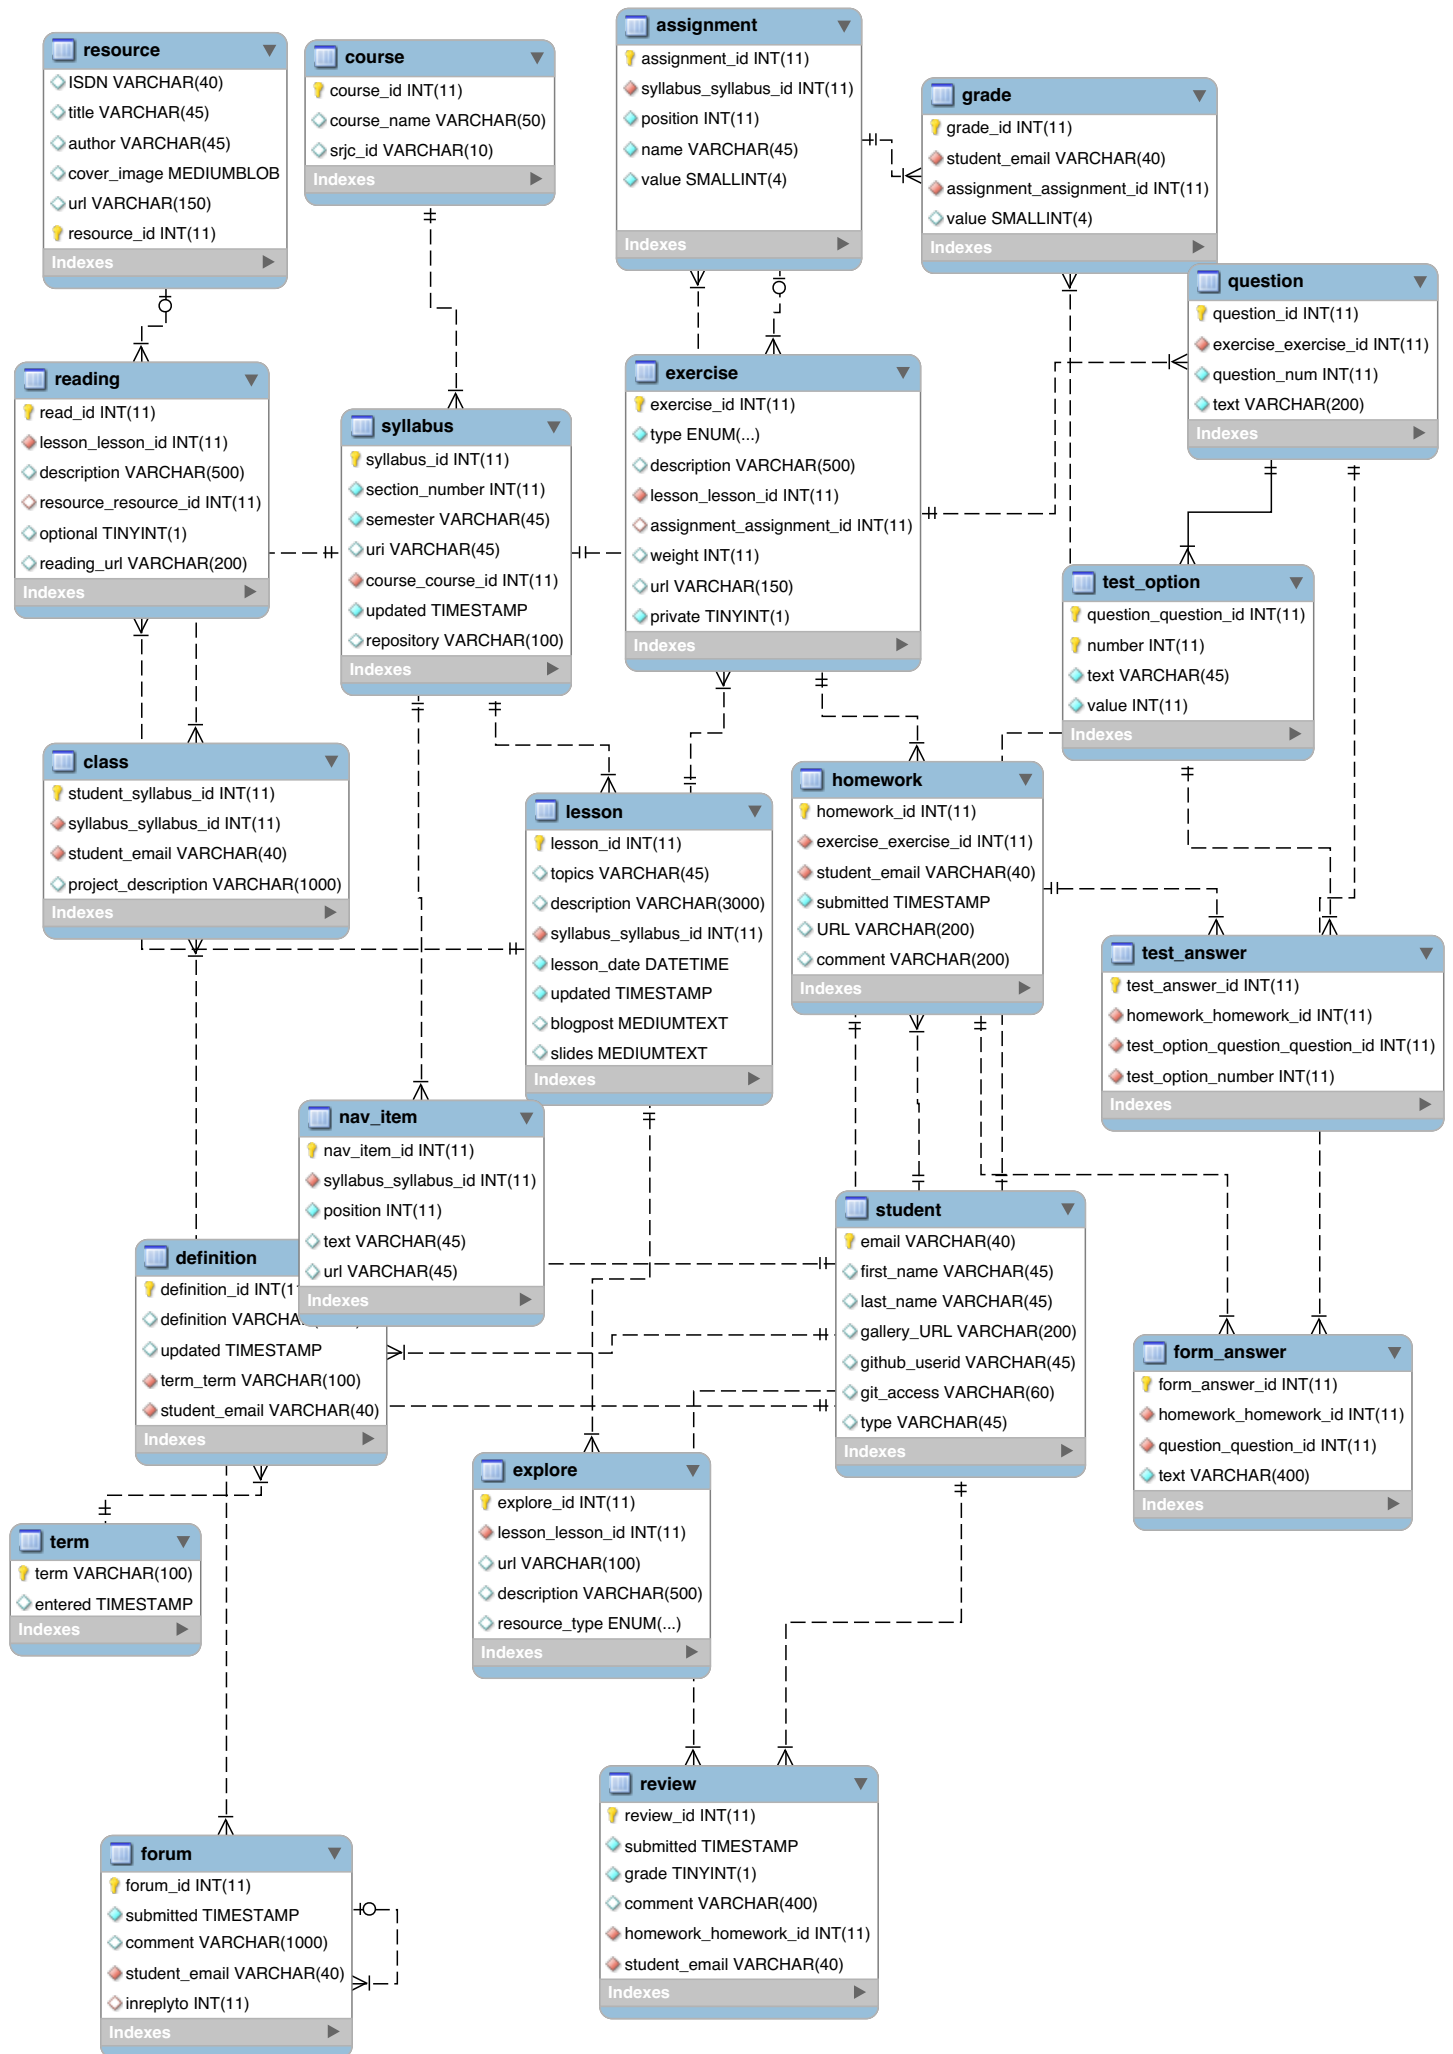 resource
ISDN VARCHAR(40)
title VARCHAR(45)
author VARCHAR(45)
cover_image MEDIUMBLOB
url VARCHAR(150)
resource_id INT(11)
Indexes
course
course_id INT(11)
course_name VARCHAR(50)
srjc_id VARCHAR(10)
Indexes
assignment
assignment_id INT(11)
syllabus_syllabus_id INT(11)
position INT(11)
name VARCHAR(45)
value SMALLINT(4)
Indexes
grade
grade_id INT(11)
student_email VARCHAR(40)
assignment_assignment_id INT(11)
value SMALLINT(4)
Indexes
question
question_id INT(11)
exercise_exercise_id INT(11)
question_num INT(11)
text VARCHAR(200)
Indexes
reading
read_id INT(11)
lesson_lesson_id INT(11)
description VARCHAR(500)
resource_resource_id INT(11)
optional TINYINT(1)
reading_url VARCHAR(200)
Indexes
syllabus
syllabus_id INT(11)
section_number INT(11)
semester VARCHAR(45)
uri VARCHAR(45)
course_course_id INT(11)
updated TIMESTAMP
repository VARCHAR(100)
Indexes
exercise
exercise_id INT(11)
type ENUM(...)
description VARCHAR(500)
lesson_lesson_id INT(11)
assignment_assignment_id INT(11)
weight INT(11)
url VARCHAR(150)
private TINYINT(1)
Indexes
test_option
question_question_id INT(11)
number INT(11)
text VARCHAR(45)
value INT(11)
Indexes
class
student_syllabus_id INT(11)
syllabus_syllabus_id INT(11)
student_email VARCHAR(40)
project_description VARCHAR(1000)
Indexes
lesson
lesson_id INT(11)
topics VARCHAR(45)
description VARCHAR(3000)
syllabus_syllabus_id INT(11)
lesson_date DATETIME
updated TIMESTAMP
blogpost MEDIUMTEXT
slides MEDIUMTEXT
Indexes
homework
homework_id INT(11)
exercise_exercise_id INT(11)
student_email VARCHAR(40)
submitted TIMESTAMP
URL VARCHAR(200)
comment VARCHAR(200)
Indexes
test_answer
test_answer_id INT(11)
homework_homework_id INT(11)
test_option_question_question_id INT(11)
test_option_number INT(11)
Indexes
nav_item
nav_item_id INT(11)
syllabus_syllabus_id INT(11)
position INT(11)
text VARCHAR(45)
url VARCHAR(45)
Indexes
definition
definition_id INT(1
definition VARCHA
updated TIMESTAMP
term_term VARCHAR(100)
student_email VARCHAR(40)
Indexes
student
email VARCHAR(40)
first_name VARCHAR(45)
last_name VARCHAR(45)
gallery_URL VARCHAR(200)
github_userid VARCHAR(45)
git_access VARCHAR(60)
type VARCHAR(45)
Indexes
form_answer
form_answer_id INT(11)
homework_homework_id INT(11)
question_question_id INT(11)
text VARCHAR(400)
Indexes
term
term VARCHAR(100)
entered TIMESTAMP
Indexes
explore
explore_id INT(11)
lesson_lesson_id INT(11)
url VARCHAR(100)
description VARCHAR(500)
resource_type ENUM(...)
Indexes
review
review_id INT(11)
submitted TIMESTAMP
grade TINYINT(1)
comment VARCHAR(400)
homework_homework_id INT(11)
student_email VARCHAR(40)
Indexes
forum
forum_id INT(11)
submitted TIMESTAMP
comment VARCHAR(1000)
student_email VARCHAR(40)
inreplyto INT(11)
Indexes